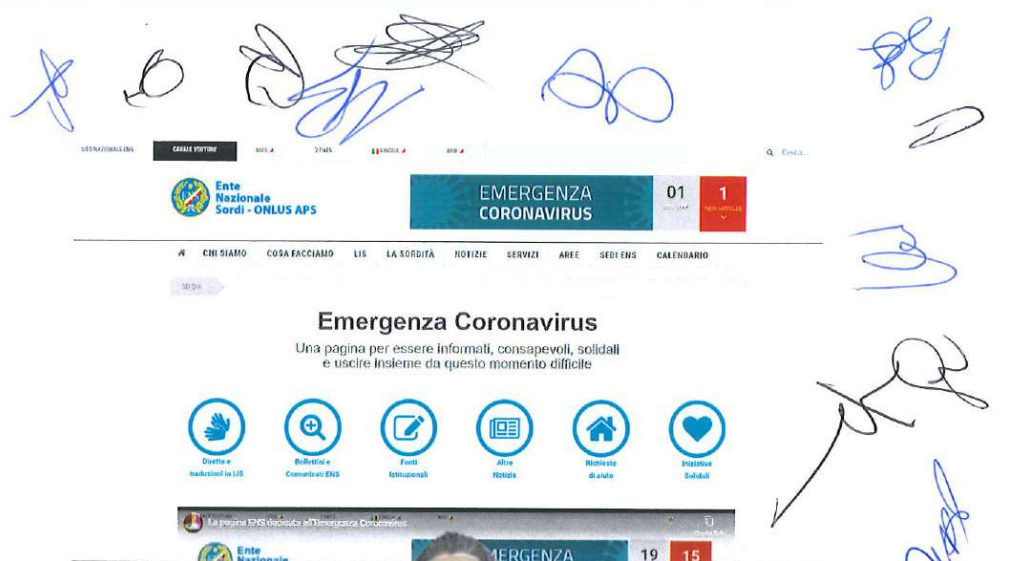 CANALE YOUTUBE
Cerca...
Ente
Nazionale
Sordi - ONLUS APS
EMERGENZA
CORONAVIRUS
01
1
CHI SIAMO COSA FACCIAMO LIS LA SORDITÀ NOTIZIE SERVIZI AREE SEDI ENS CALENDARIO
Emergenza Coronavirus
Una pagina per essere informati, consapevoli, solidali
e uscire insieme da questo momento difficile
Dirette e
traduzioni in LIS
Bollettini e
Comunicati ENS
Fonti
Istituzionali
Altre
Notizie
Richieste
di aiuto
Iniziative
Solidali
La pagina ENS dedicata all'Emergenza Coronavirus
Ente
Nazionale
EMERGENZA
19
15